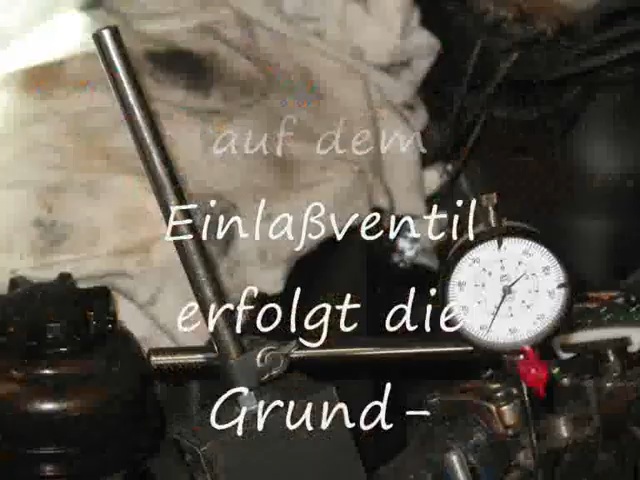 auf dem
Einlaßventil
erfolgt die
Grund-